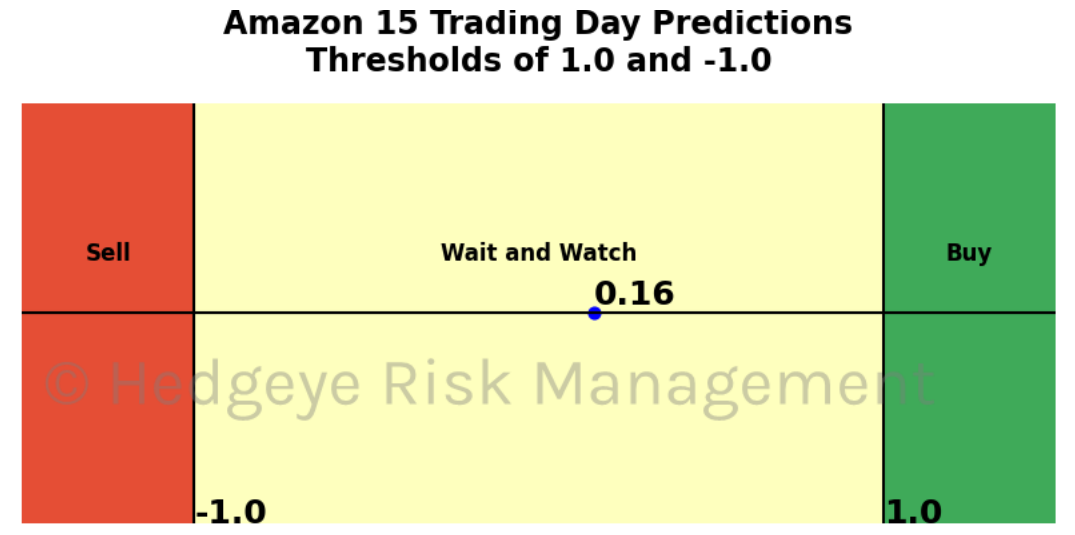 Amazon 15 Trading Day Predictions
Thresholds of 1.0 and -1.0
Sell
Wait and Watch
Buy
0.16
© Hedgeye Risk Management
-1.0
1.0